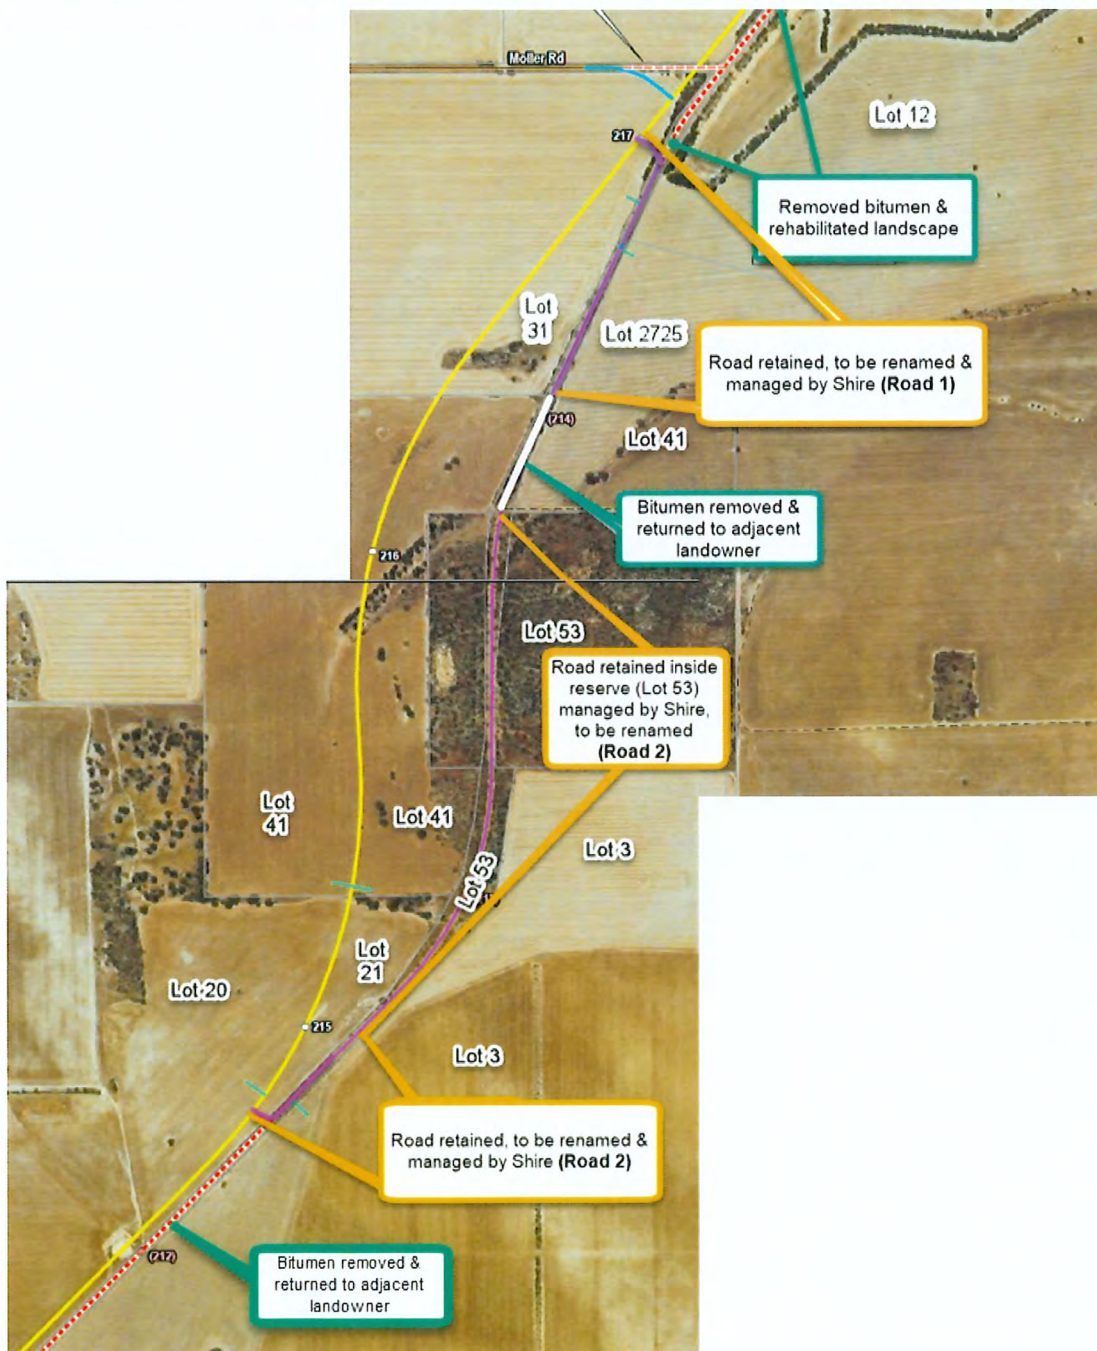 Moller Rd
217
Lot 12
Removed bitumen &
rehabilitated landscape
Lot
31
Lot 2725
Road retained, to be renamed &
managed by Shire (Road 1)
(214)
Lot 41
Bitumen removed &
returned to adjacent
landowner
216
Lot 53
Road retained inside
reserve (Lot 53)
managed by Shire,
to be renamed
(Road 2)
Lot
41
Lot 41
Lot 3
Lot 53
Lot
21
Lot 20
215
Lot 3
Road retained, to be renamed &
managed by Shire (Road 2)
(212)
Bitumen removed &
returned to adjacent
landowner